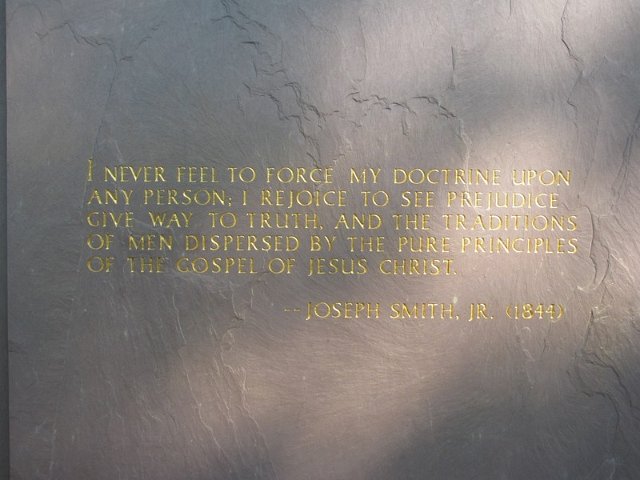 I NEVER FEEL TO FORCE MY DOCTRINE UPON
ANY PERSON; I REJOICE TO SEE PREJUDICE
GIVE WAY TO TRUTH, AND THE TRADITIONS
OF MEN DISPERSED BY THE PURE PRINCIPLES
OF THE GOSPEL OF JESUS CHRIST.
--JOSEPH SMITH, JR. (1844)